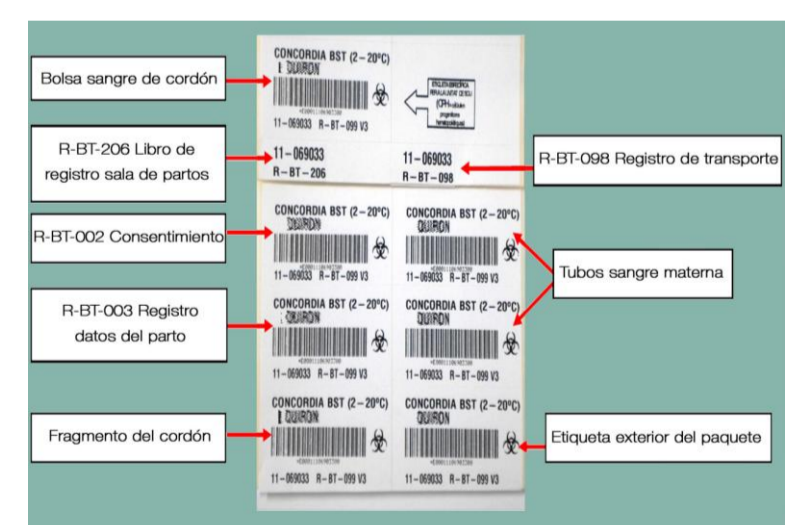 Bolsa sangre de cordón
R-BT-206 Libro de
registro sala de partos
R-BT-002 Consentimiento
R-BT-003 Registro
datos del parto
Fragmento del cordón
CONCORDIA BST (2-20ºC)
QUIRON
11-069033 R-BT-099 V3
11-069033
R-BT-206
11-069033
R-BT-098
CONCORDIA BST (2-20ºC)
QUIRON
11-069033 R-BT-099 V3
CONCORDIA BST (2-20ºC)
QUIRON
11-069033 R-BT-099 V3
CONCORDIA BST (2-20ºC)
QUIRON
11-069033 R-BT-099 V3
CONCORDIA BST (2-20ºC)
QUIRON
11-069033 R-BT-099 V3
CONCORDIA BST (2-20ºC)
QUIRON
11-069033 R-BT-099 V3
CONCORDIA BST (2-20ºC)
QUIRON
11-069033 R-BT-099 V3
R-BT-098 Registro de transporte
Tubos sangre materna
Etiqueta exterior del paquete